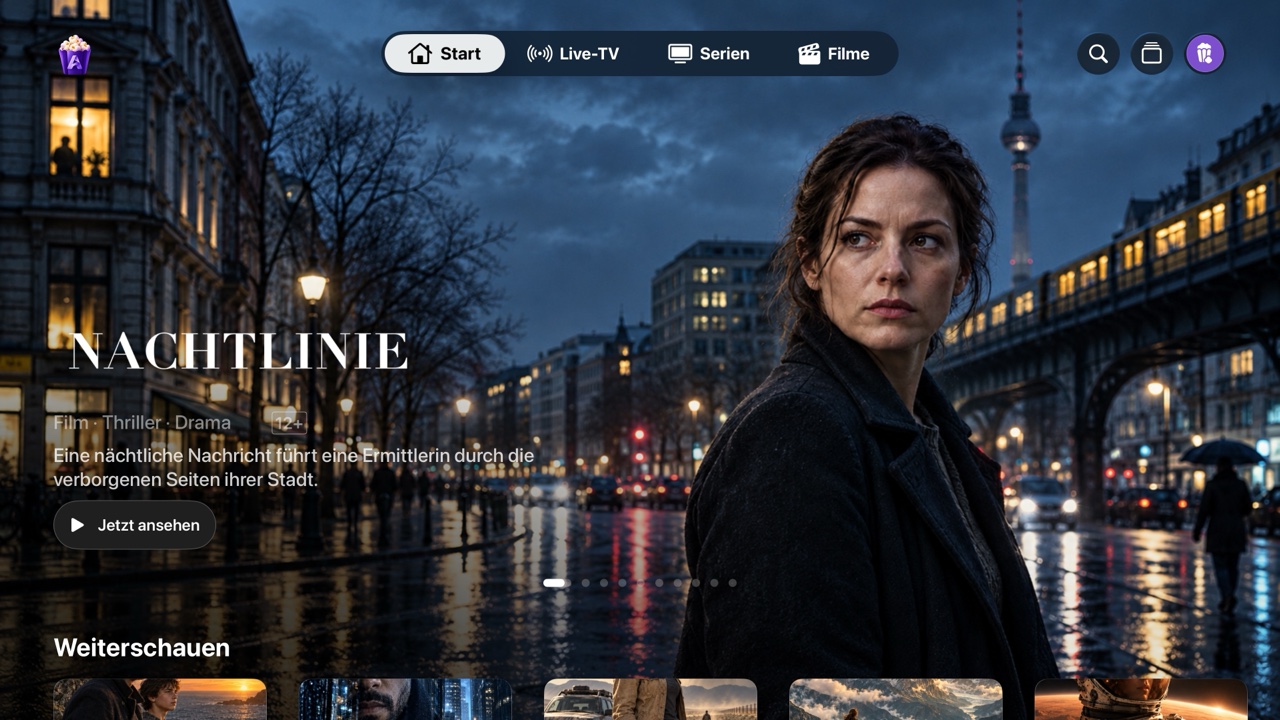 Start
Live-TV
Serien
Filme
NACHTLINIE
Film · Thriller · Drama
12+
Eine nächtliche Nachricht führt eine Ermittlerin durch die
verborgenen Seiten ihrer Stadt.
Jetzt ansehen
Weiterschauen